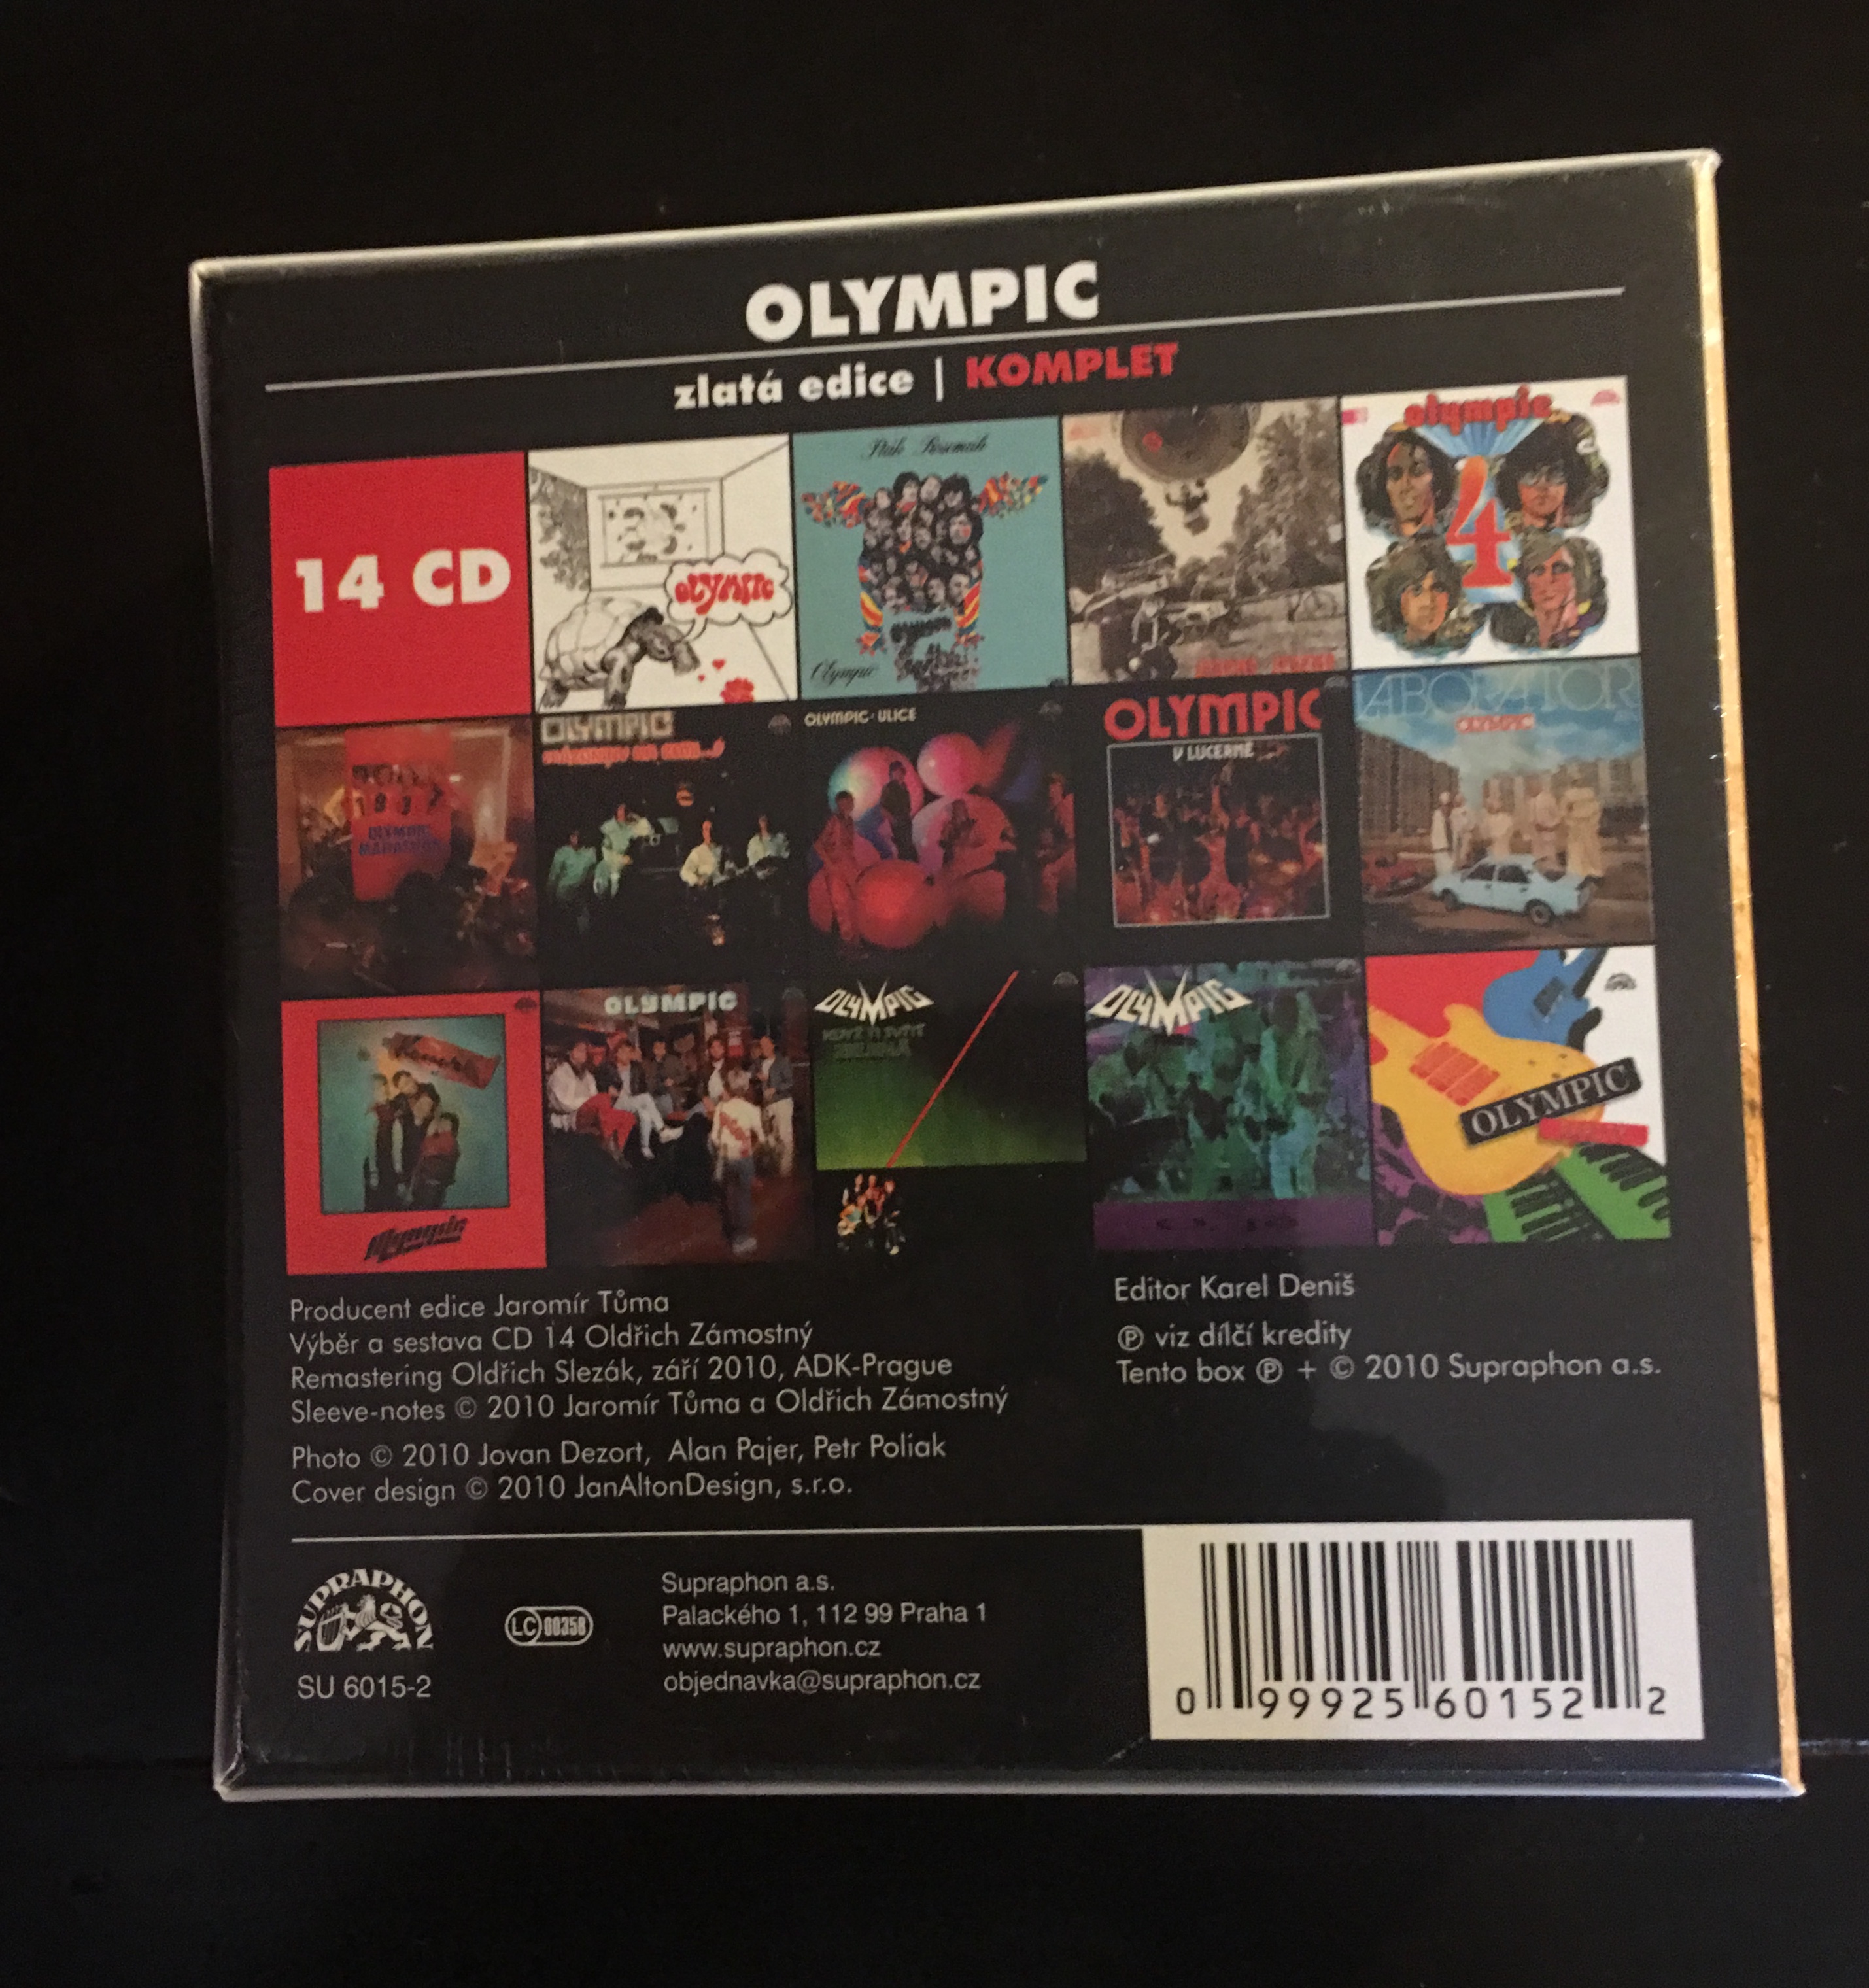 OLYMPIC
zlatá edice | KOMPLET
14 CD
OLYMPIC
Pták Rosomák
Olympic
olympic
4
OLYMPIC
OLYMPIC · ULICE
OLYMPIC
V LUCERNĚ
LABORATOŘ
OLYMPIC
Olympic
OLYMPIC
OLYMPIC
OLYMPIC
OLYMPIC
Producent edice Jaromír Tůma
Výběr a sestava CD 14 Oldřich Zámostný
Remastering Oldřich Slezák, září 2010, ADK-Prague
Sleeve-notes © 2010 Jaromír Tůma a Oldřich Zámostný
Photo © 2010 Jovan Dezort, Alan Pajer, Petr Poliak
Cover design © 2010 JanAltonDesign, s.r.o.
Editor Karel Deniš
℗ viz dílčí kredity
Tento box ℗ + © 2010 Supraphon a.s.
SUPRAPHON
SU 6015-2
LC 00358
Supraphon a.s.
Palackého 1, 112 99 Praha 1
www.supraphon.cz
objednavka@supraphon.cz
0 99925 60152 2